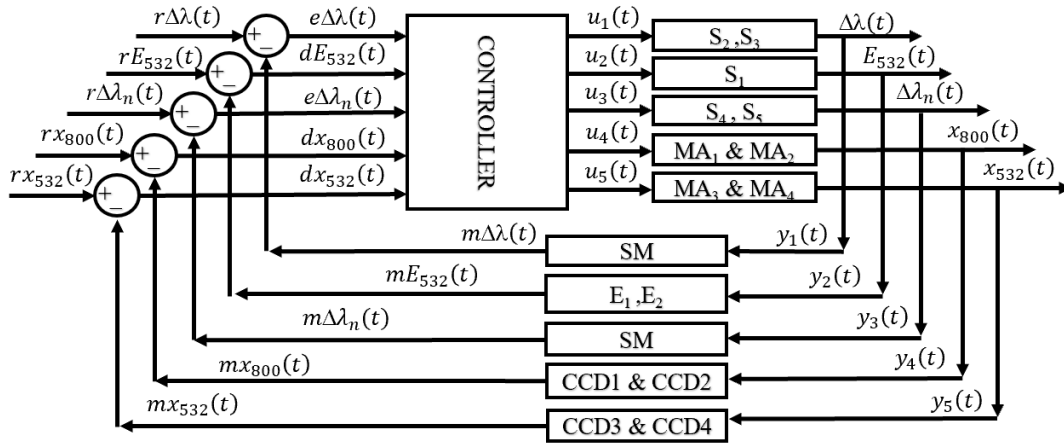 rΔλ(t) + − eΔλ(t) u₁(t) S₂ ,S₃ Δλ(t)
rE₅₃₂(t) + − dE₅₃₂(t) u₂(t) S₁ E₅₃₂(t)
rΔλₙ(t) + − eΔλₙ(t) u₃(t) S₄ , S₅ Δλₙ(t)
rx₈₀₀(t) + − dx₈₀₀(t) u₄(t) MA₁ & MA₂ x₈₀₀(t)
rx₅₃₂(t) + − dx₅₃₂(t) u₅(t) MA₃ & MA₄ x₅₃₂(t)
CONTROLLER
mΔλ(t) SM y₁(t)
mE₅₃₂(t) E₁ ,E₂ y₂(t)
mΔλₙ(t) SM y₃(t)
mx₈₀₀(t) CCD1 & CCD2 y₄(t)
mx₅₃₂(t) CCD3 & CCD4 y₅(t)